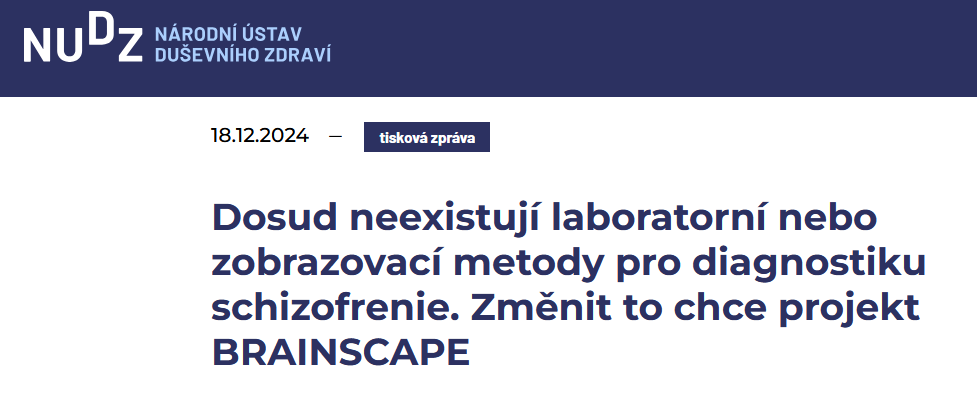 NUDZ
NÁRODNÍ ÚSTAV
DUŠEVNÍHO ZDRAVÍ
18.12.2024 — tisková zpráva
Dosud neexistují laboratorní nebo
zobrazovací metody pro diagnostiku
schizofrenie. Změnit to chce projekt
BRAINSCAPE